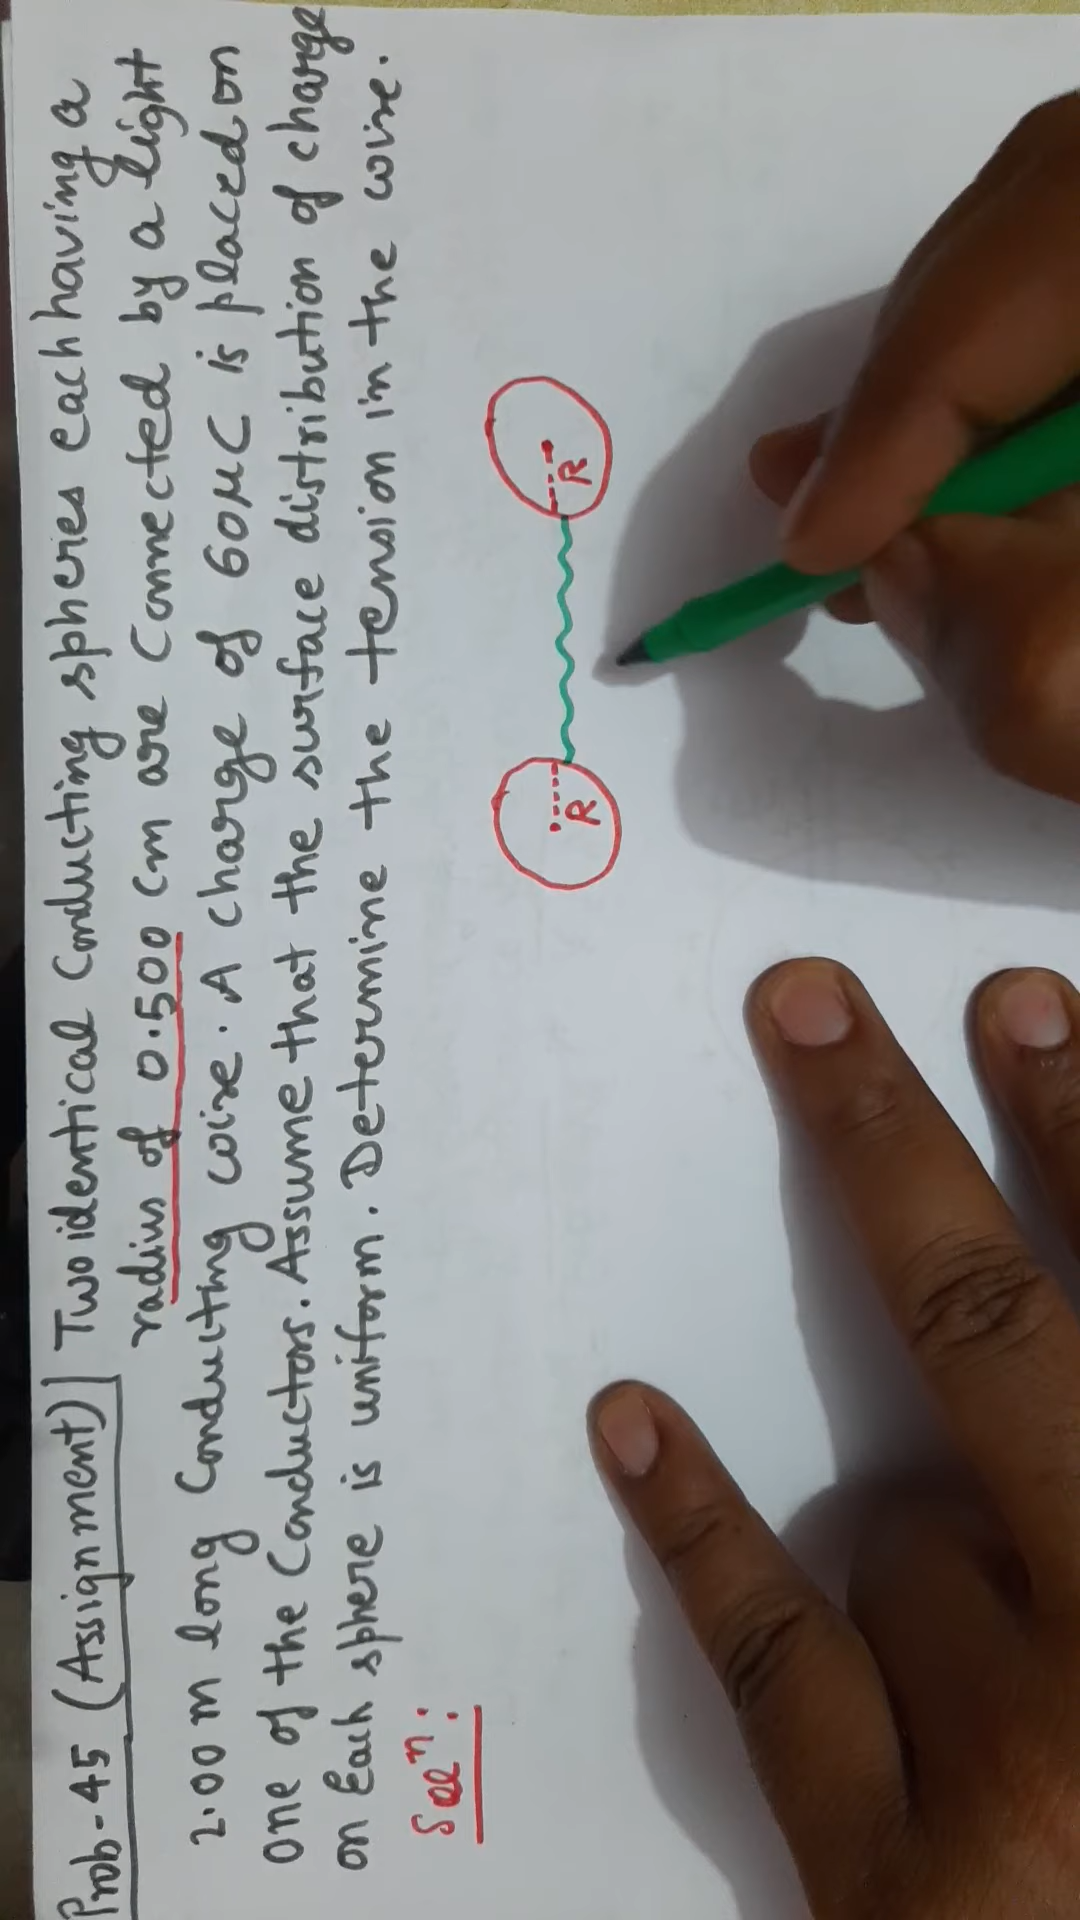 Prob-45 (Assignment) Two identical Conducting spheres each having a
radius of 0.500 cm are Connected by a light
2.00 m long Conducting wire. A charge of 60μC is placed on
one of the Conductors. Assume that the surface distribution of charge
on Each sphere is uniform. Determine the tension in the wire.
Solⁿ:
R R